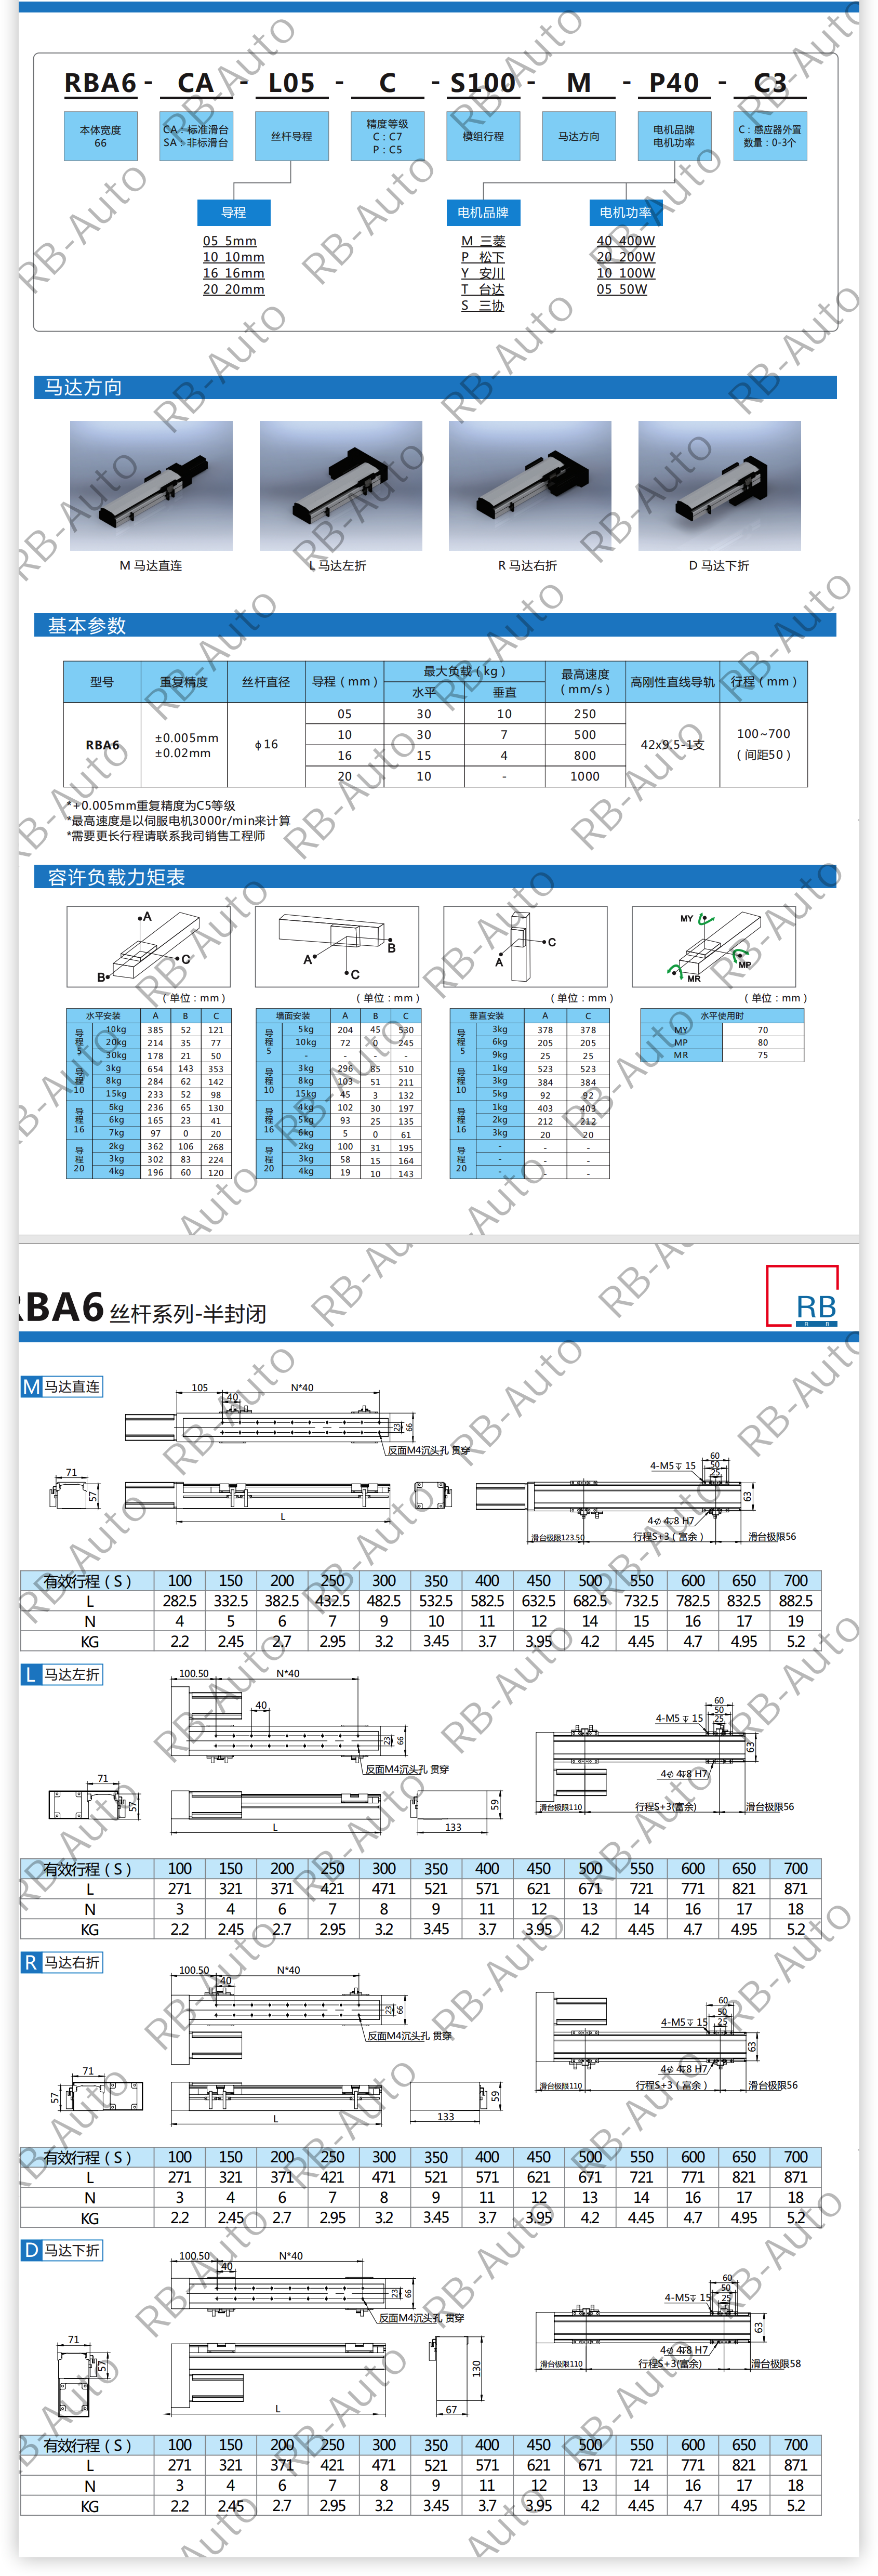 RBA6 - CA - L05 - C - S100 - M - P40 - C3
本体宽度
66
CA：标准滑台
SA：非标滑台
丝杆导程
精度等级
C：C7
P：C5
模组行程
马达方向
电机品牌
电机功率
C：感应器外置
数量：0-3个
导程
05 5mm
10 10mm
16 16mm
20 20mm
电机品牌
M 三菱
P 松下
Y 安川
T 台达
S 三协
电机功率
40 400W
20 200W
10 100W
05 50W
马达方向
M 马达直连
L 马达左折
R 马达右折
D 马达下折
基本参数
型号 重复精度 丝杆直径 导程（mm） 最大负载（kg） 最高速度（mm/s） 高刚性直线导轨 行程（mm）
水平 垂直
RBA6 ±0.005mm ±0.02mm ф16 42x9.5-1支 100~700（间距50）
05 30 10 250
10 30 7 500
16 15 4 800
20 10 - 1000
*+0.005mm重复精度为C5等级
*最高速度是以伺服电机3000r/min来计算
*需要更长行程请联系我司销售工程师
容许负载力矩表
A
B
C
A
B
C
A
C
MY
MP
MR
（单位：mm）
（单位：mm）
（单位：mm）
（单位：mm）
水平安装 A B C
导程5
10kg 385 52 121
20kg 214 35 77
30kg 178 21 50
导程10
3kg 654 143 353
8kg 284 62 142
15kg 233 52 98
导程16
5kg 236 65 130
6kg 165 23 41
7kg 97 0 20
导程20
2kg 362 106 268
3kg 302 83 224
4kg 196 60 120
墙面安装 A B C
导程5
5kg 204 45 530
10kg 72 0 245
- - - -
导程10
3kg 296 85 510
8kg 103 51 211
15kg 45 3 132
导程16
4kg 102 30 197
5kg 93 25 135
6kg 5 0 61
导程20
2kg 100 31 195
3kg 58 15 164
4kg 19 10 143
垂直安装 A C
导程5
3kg 378 378
6kg 205 205
9kg 25 25
导程10
1kg 523 523
3kg 384 384
5kg 92 92
导程16
1kg 403 403
2kg 212 212
3kg 20 20
导程20
- - -
- - -
- - -
水平使用时
MY 70
MP 80
MR 75
RBA6 丝杆系列-半封闭
RB
R B
M 马达直连
105 N*40
40
23 66
反面M4沉头孔 贯穿
71
57
L
60
50
4-M5↧15
63
4-ф4↧8 H7
滑台极限123.50 行程S+3（富余） 滑台极限56
有效行程（S） 100 150 200 250 300 350 400 450 500 550 600 650 700
L 282.5 332.5 382.5 432.5 482.5 532.5 582.5 632.5 682.5 732.5 782.5 832.5 882.5
N 4 5 6 7 9 10 11 12 14 15 16 17 19
KG 2.2 2.45 2.7 2.95 3.2 3.45 3.7 3.95 4.2 4.45 4.7 4.95 5.2
L 马达左折
100.50 N*40
40
23 66
反面M4沉头孔 贯穿
71
57
L
133
59
60
50
25
4-M5↧15
63
4-ф4↧8 H7
滑台极限110 行程S+3(富余) 滑台极限56
有效行程（S） 100 150 200 250 300 350 400 450 500 550 600 650 700
L 271 321 371 421 471 521 571 621 671 721 771 821 871
N 3 4 6 7 8 9 11 12 13 14 16 17 18
KG 2.2 2.45 2.7 2.95 3.2 3.45 3.7 3.95 4.2 4.45 4.7 4.95 5.2
R 马达右折
100.50 N*40
40
23 66
反面M4沉头孔 贯穿
71
57
L
133
59
60
50
25
4-M5↧15
63
4-ф4↧8 H7
滑台极限110 行程S+3（富余） 滑台极限56
有效行程（S） 100 150 200 250 300 350 400 450 500 550 600 650 700
L 271 321 371 421 471 521 571 621 671 721 771 821 871
N 3 4 6 7 8 9 11 12 13 14 16 17 18
KG 2.2 2.45 2.7 2.95 3.2 3.45 3.7 3.95 4.2 4.45 4.7 4.95 5.2
D 马达下折
100.50 N*40
40
23 66
反面M4沉头孔 贯穿
71
57
L
67
130
60
50
25
4-M5↧15
63
4-ф4↧8 H7
滑台极限110 行程S+3(富余) 滑台极限58
有效行程（S） 100 150 200 250 300 350 400 450 500 550 600 650 700
L 271 321 371 421 471 521 571 621 671 721 771 821 871
N 3 4 6 7 8 9 11 12 13 14 16 17 18
KG 2.2 2.45 2.7 2.95 3.2 3.45 3.7 3.95 4.2 4.45 4.7 4.95 5.2
RB-Auto